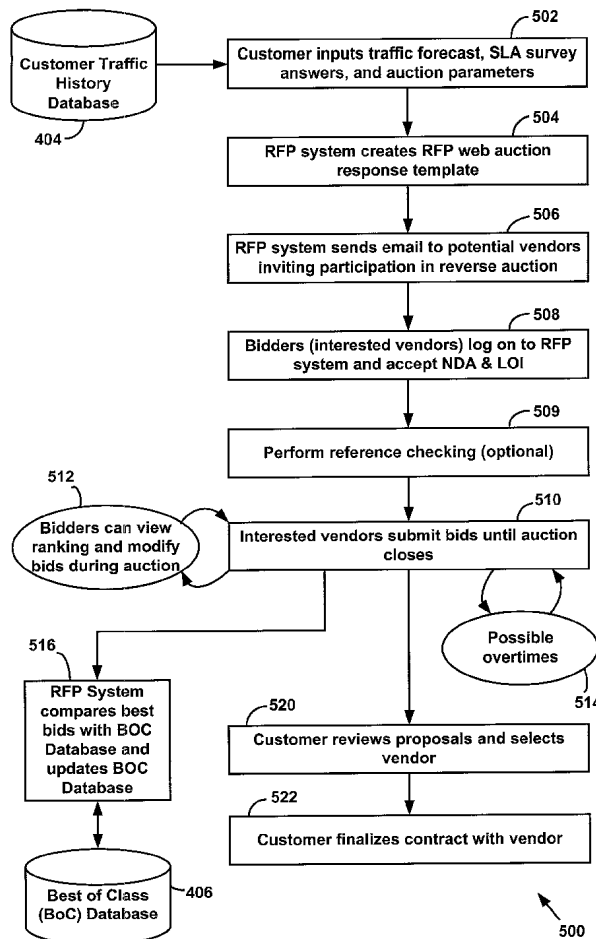 502
Customer Traffic
History
Database
404
Customer inputs traffic forecast, SLA survey
answers, and auction parameters
504
RFP system creates RFP web auction
response template
506
RFP system sends email to potential vendors
inviting participation in reverse auction
508
Bidders (interested vendors) log on to RFP
system and accept NDA & LOI
509
Perform reference checking (optional)
512
Bidders can view
ranking and modify
bids during auction
510
Interested vendors submit bids until auction
closes
Possible
overtimes
514
516
RFP System
compares best
bids with BOC
Database and
updates BOC
Database
520
Customer reviews proposals and selects
vendor
522
Customer finalizes contract with vendor
Best of Class
(BoC) Database
406
500